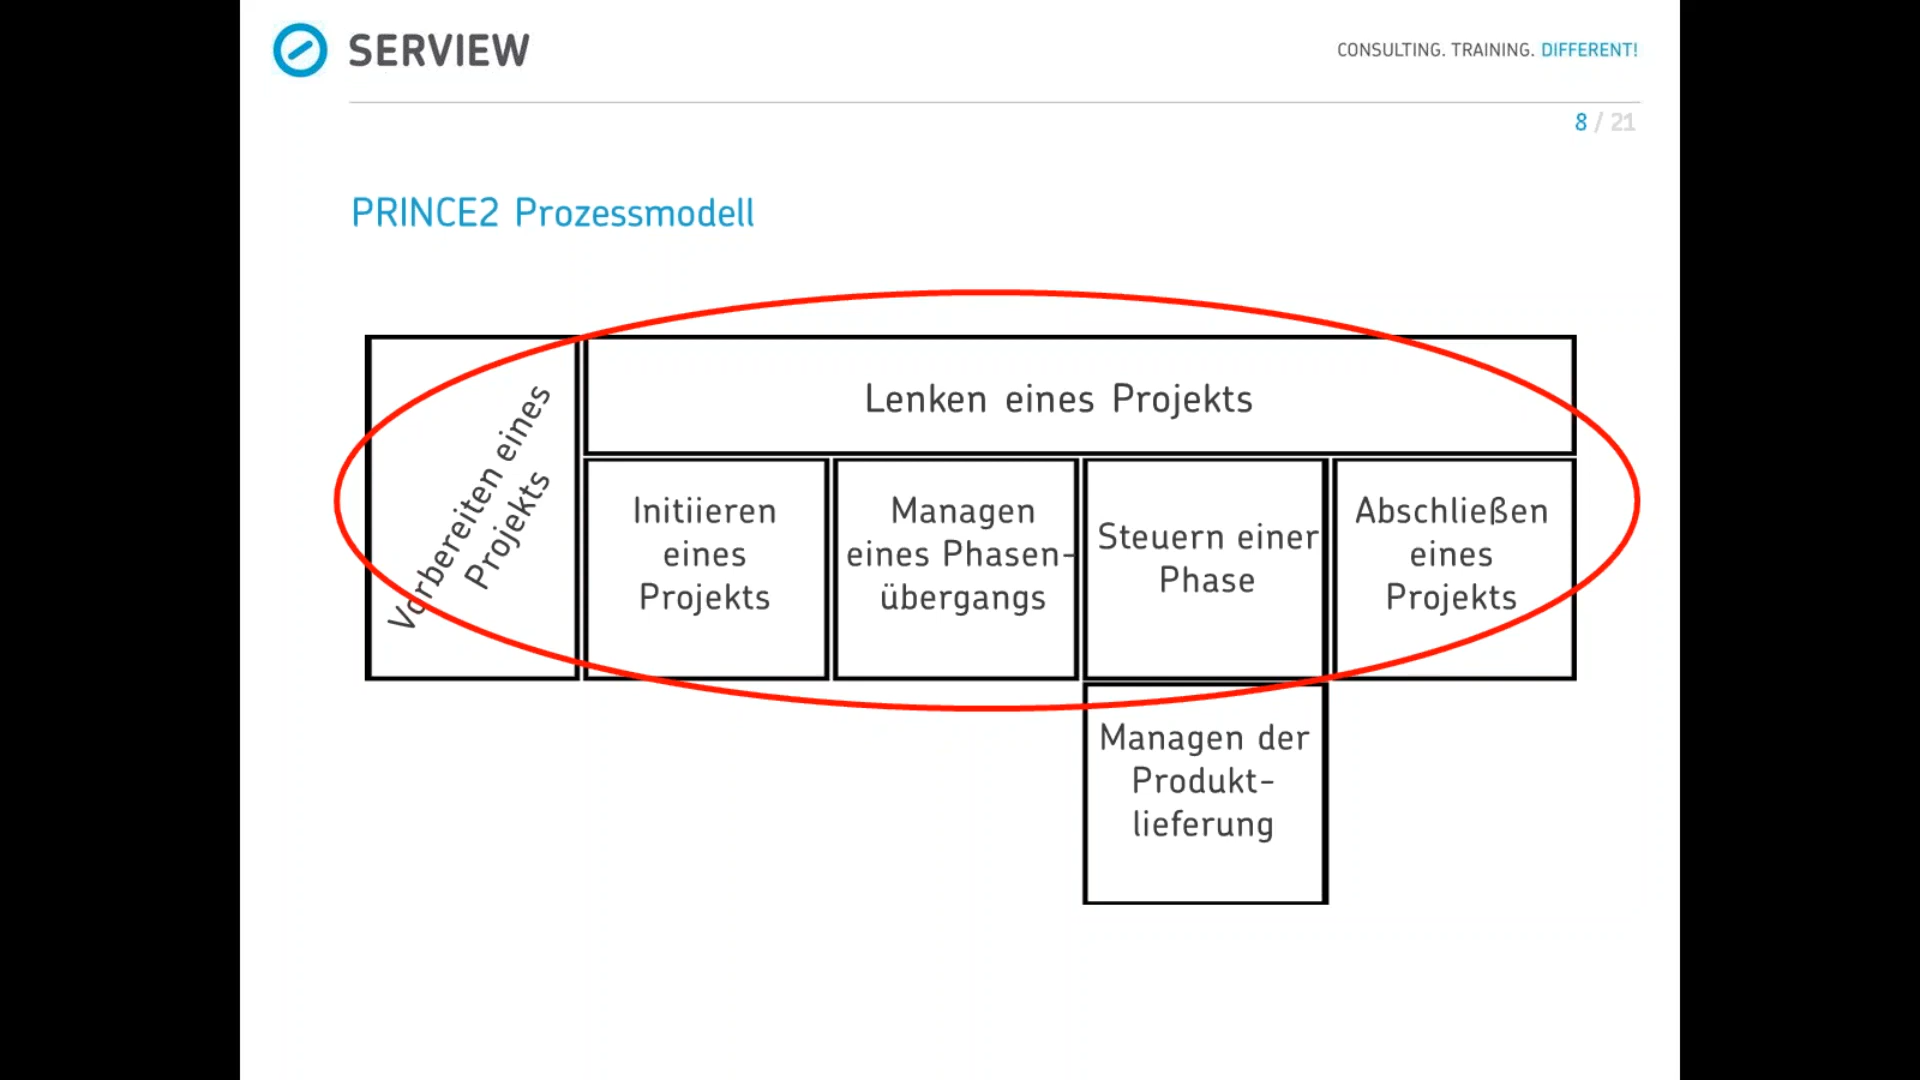 SERVIEW
CONSULTING. TRAINING. DIFFERENT!
8 / 21
PRINCE2 Prozessmodell
Vorbereiten eines
Projekts
Lenken eines Projekts
Initiieren
eines
Projekts
Managen
eines Phasen-
übergangs
Steuern einer
Phase
Abschließen
eines
Projekts
Managen der
Produkt-
lieferung